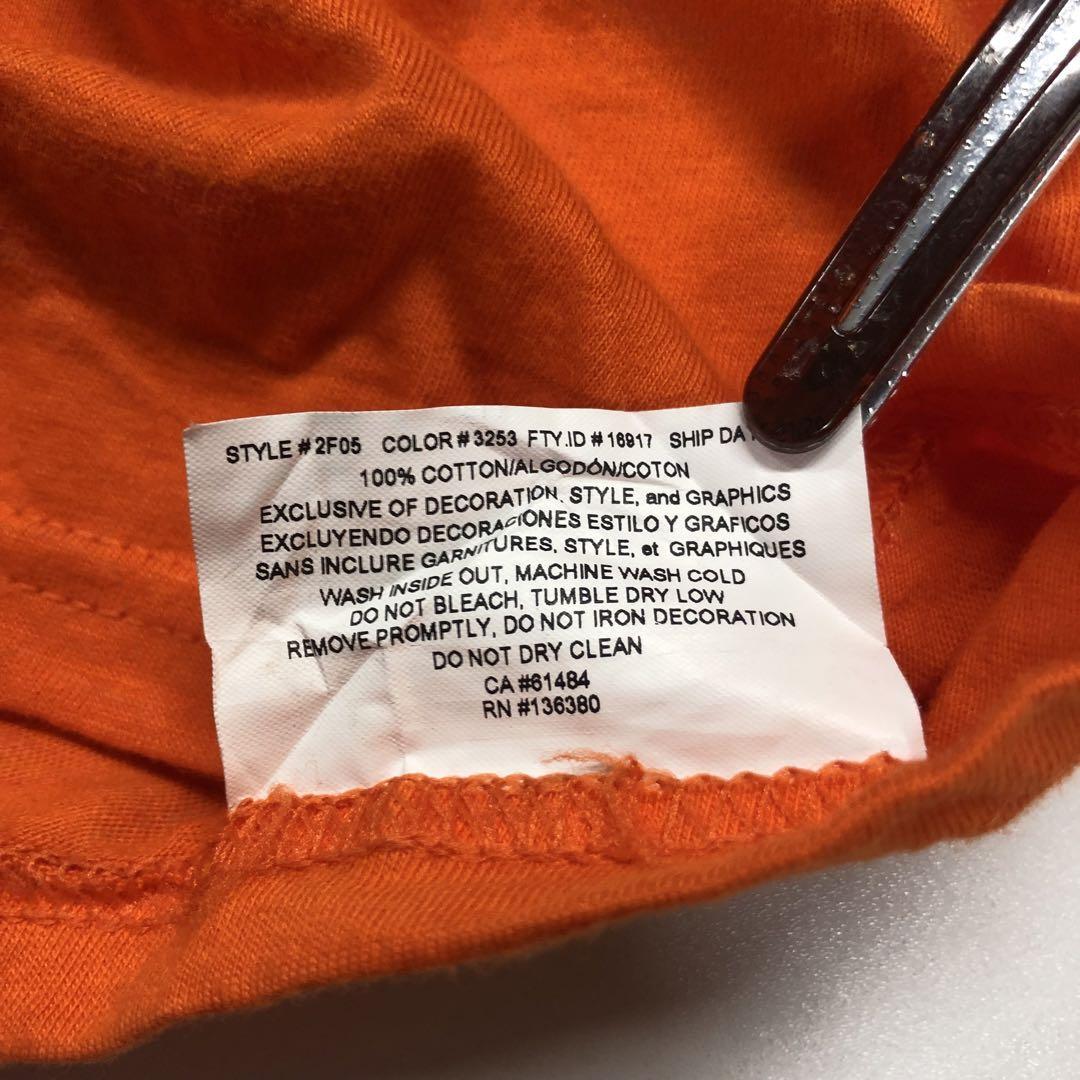 STYLE #2F05 COLOR #3253 FTY.ID #16917 SHIP DA
100% COTTON/ALGODÓN/COTON
EXCLUSIVE OF DECORATION, STYLE, and GRAPHICS
EXCLUYENDO DECORACIONES ESTILO Y GRAFICOS
SANS INCLURE GARNITURES, STYLE, et GRAPHIQUES
WASH INSIDE OUT, MACHINE WASH COLD
DO NOT BLEACH, TUMBLE DRY LOW
REMOVE PROMPTLY, DO NOT IRON DECORATION
DO NOT DRY CLEAN
CA #61484
RN #136380